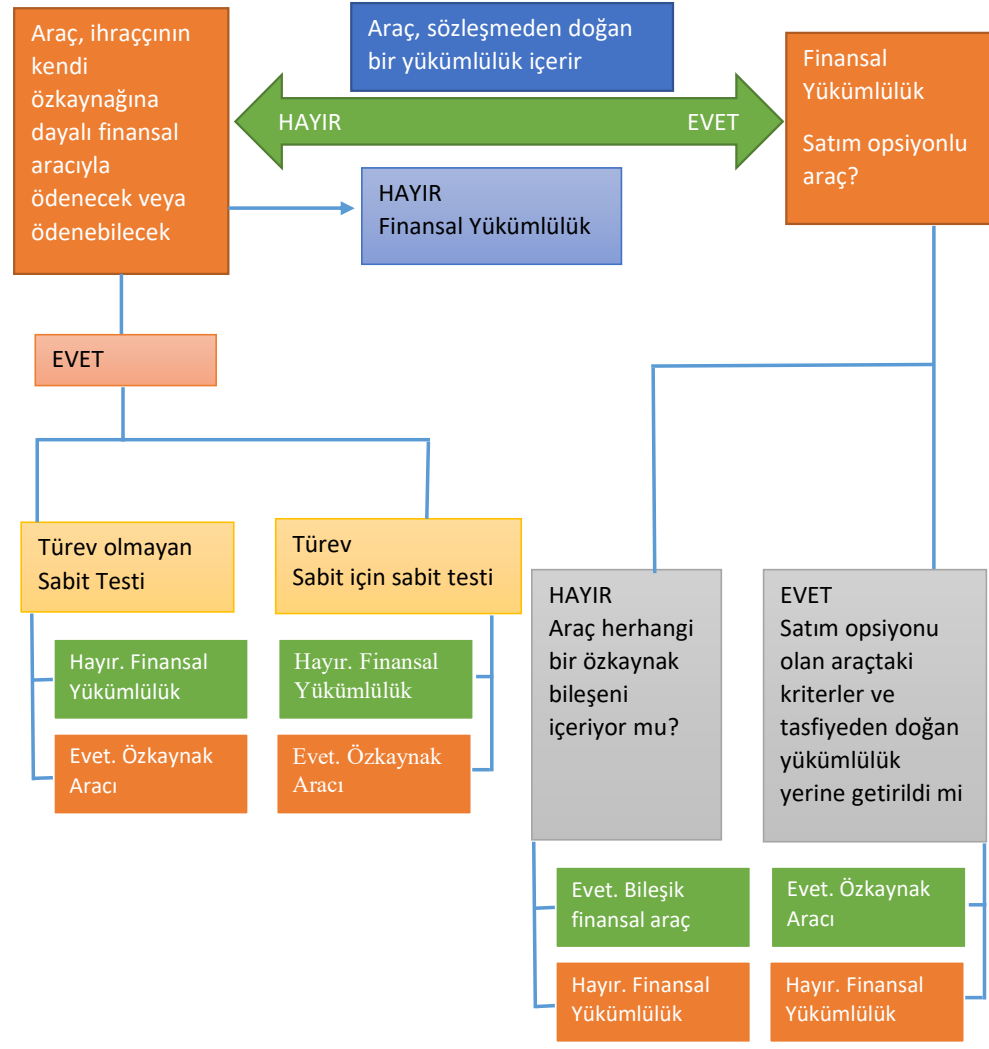 Araç, ihraççının
kendi
özkaynağına
dayalı finansal
aracıyla
ödenecek veya
ödenebilecek
Araç, sözleşmeden doğan
bir yükümlülük içerir
Finansal
Yükümlülük
Satım opsiyonlu
araç?
HAYIR
EVET
HAYIR
Finansal Yükümlülük
EVET
Türev olmayan
Sabit Testi
Türev
Sabit için sabit testi
Hayır. Finansal
Yükümlülük
Evet. Özkaynak
Aracı
Hayır. Finansal
Yükümlülük
Evet. Özkaynak
Aracı
HAYIR
Araç herhangi
bir özkaynak
bileşeni
içeriyor mu?
EVET
Satım opsiyonu
olan araçtaki
kriterler ve
tasfiyeden doğan
yükümlülük
yerine getirildi mi
Evet. Bileşik
finansal araç
Hayır. Finansal
Yükümlülük
Evet. Özkaynak
Aracı
Hayır. Finansal
Yükümlülük